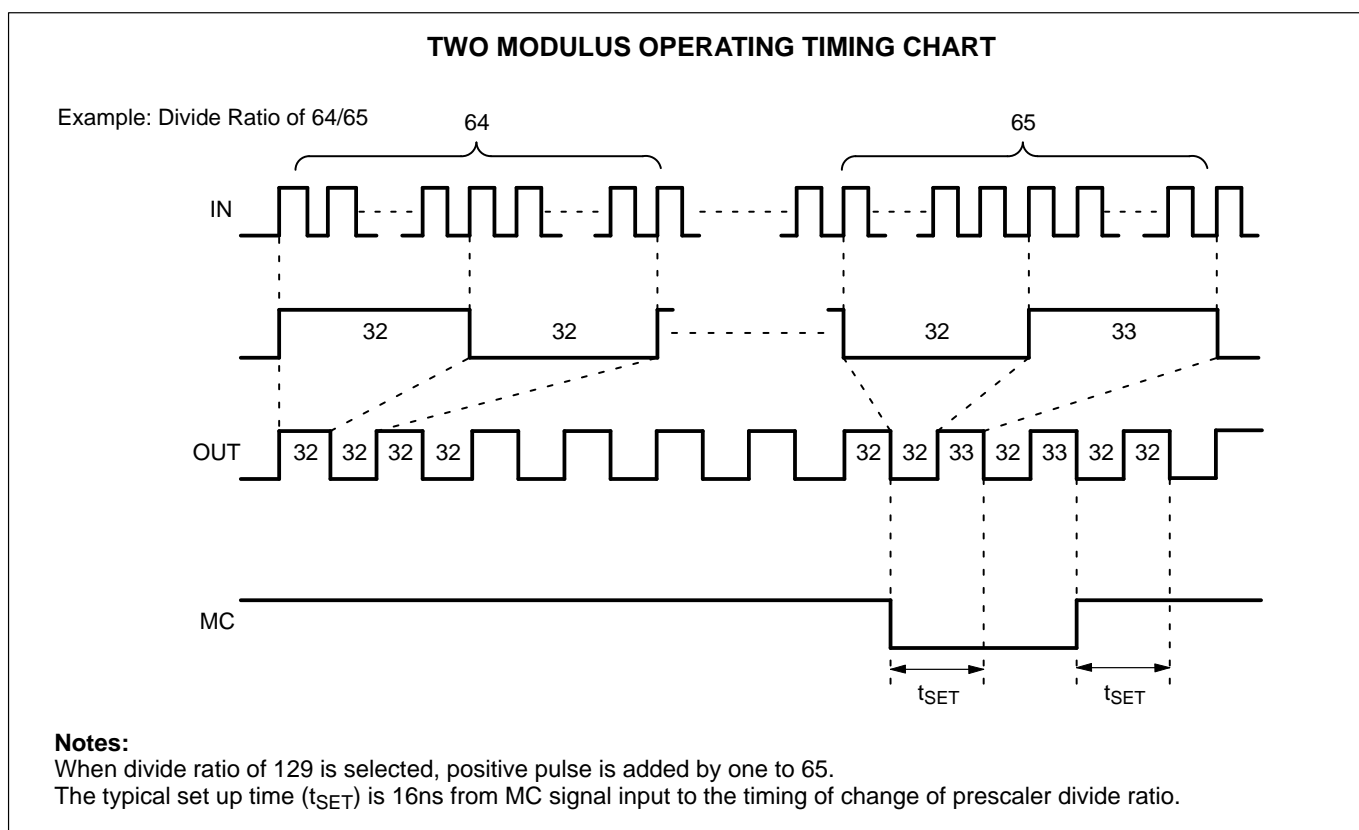 TWO MODULUS OPERATING TIMING CHART
Example: Divide Ratio of 64/65
64
65
IN
32
32
32
33
OUT
32
32
32
32
32
32
33
32
33
32
32
MC
tSET
tSET
Notes:
When divide ratio of 129 is selected, positive pulse is added by one to 65.
The typical set up time (tSET) is 16ns from MC signal input to the timing of change of prescaler divide ratio.